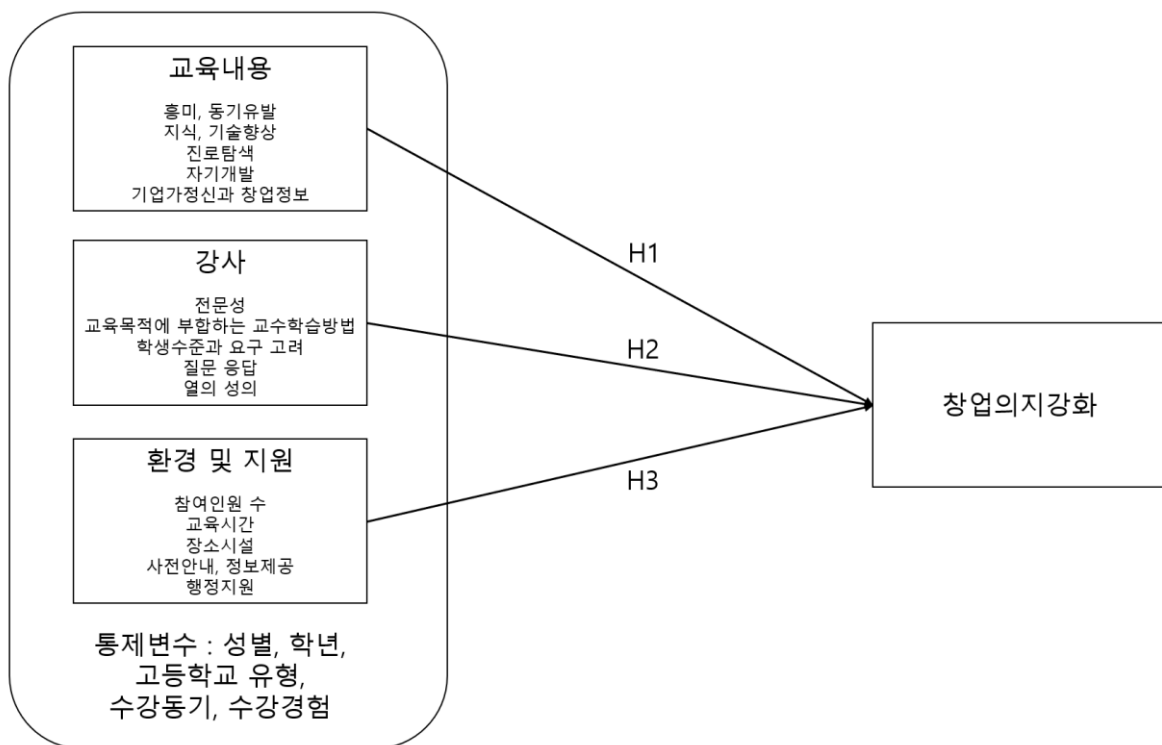 교육내용
흥미, 동기유발
지식, 기술향상
진로탐색
자기개발
기업가정신과 창업정보
강사
전문성
교육목적에 부합하는 교수학습방법
학생수준과 요구 고려
질문 응답
열의 성의
환경 및 지원
참여인원 수
교육시간
장소시설
사전안내, 정보제공
행정지원
통제변수 : 성별, 학년,
고등학교 유형,
수강동기, 수강경험
H1
H2
H3
창업의지강화